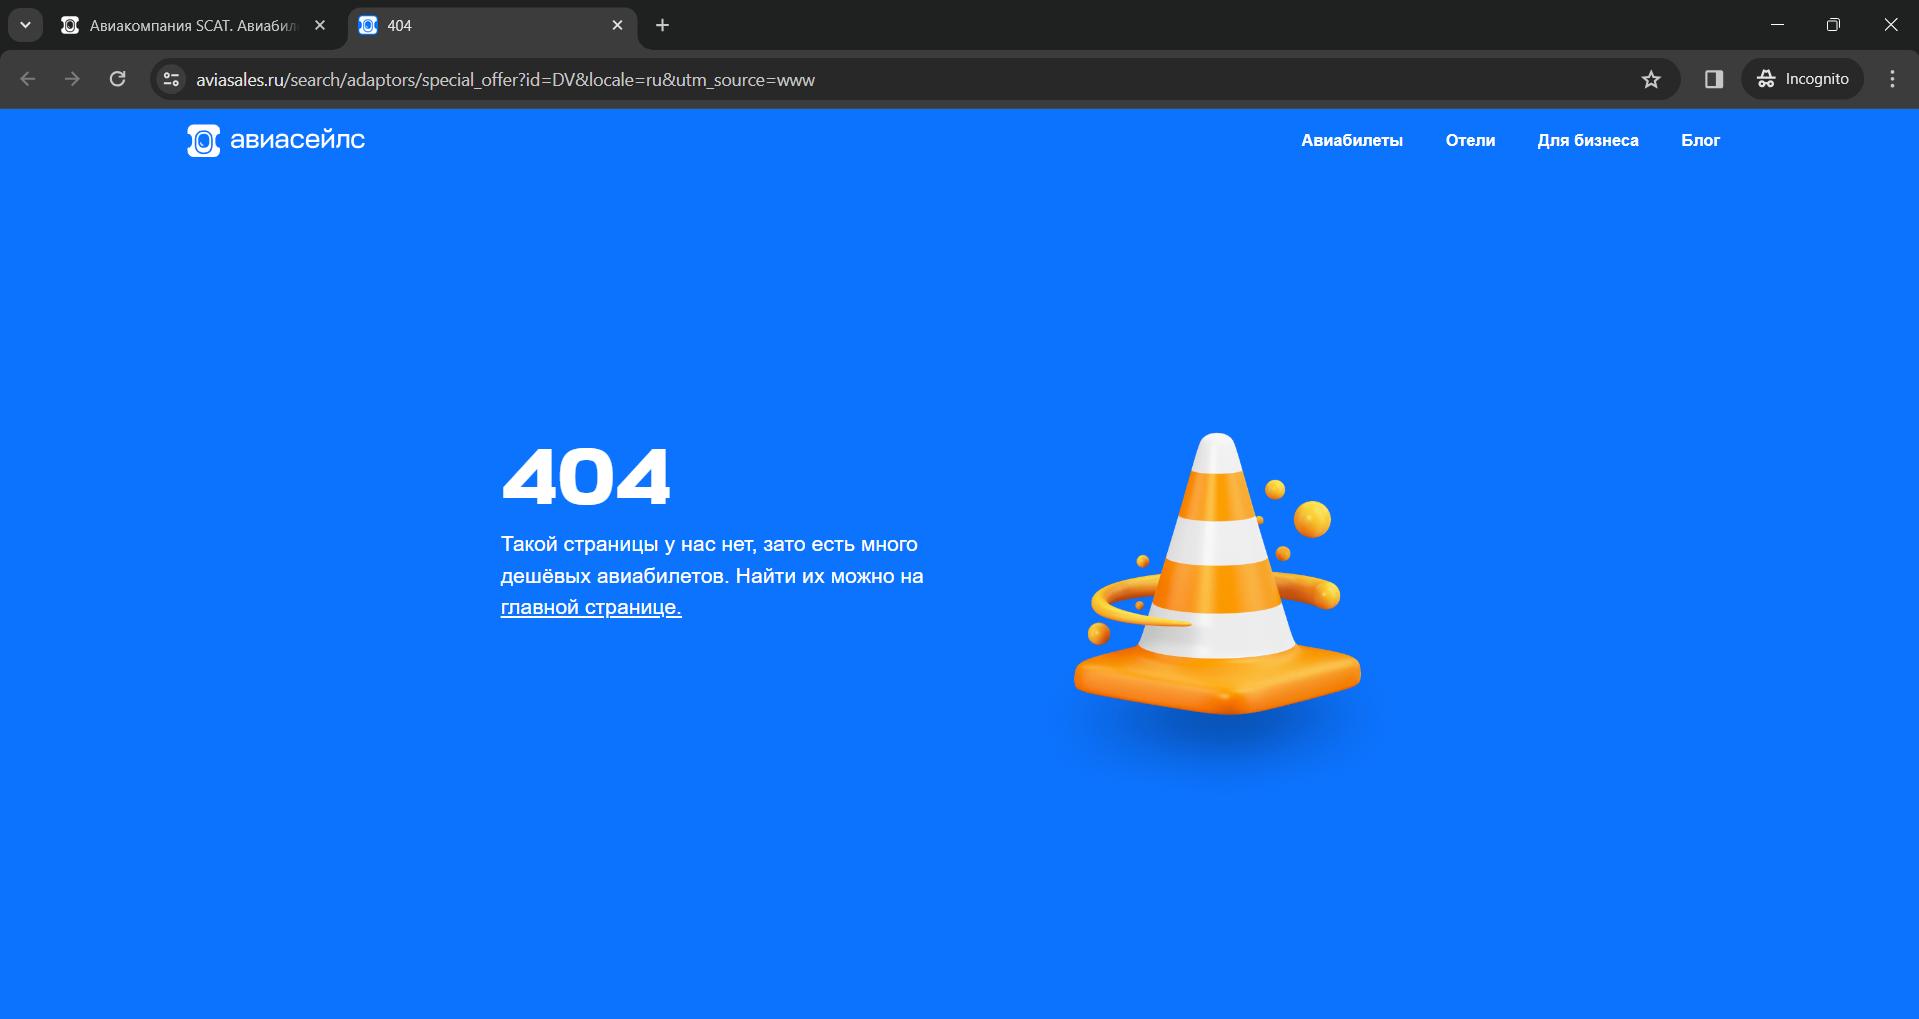 Авиакомпания SCAT. Авиабил
404
aviasales.ru/search/adaptors/special_offer?id=DV&locale=ru&utm_source=www
Incognito
авиасейлс
Авиабилеты Отели Для бизнеса Блог
404
Такой страницы у нас нет, зато есть много
дешёвых авиабилетов. Найти их можно на
главной странице.